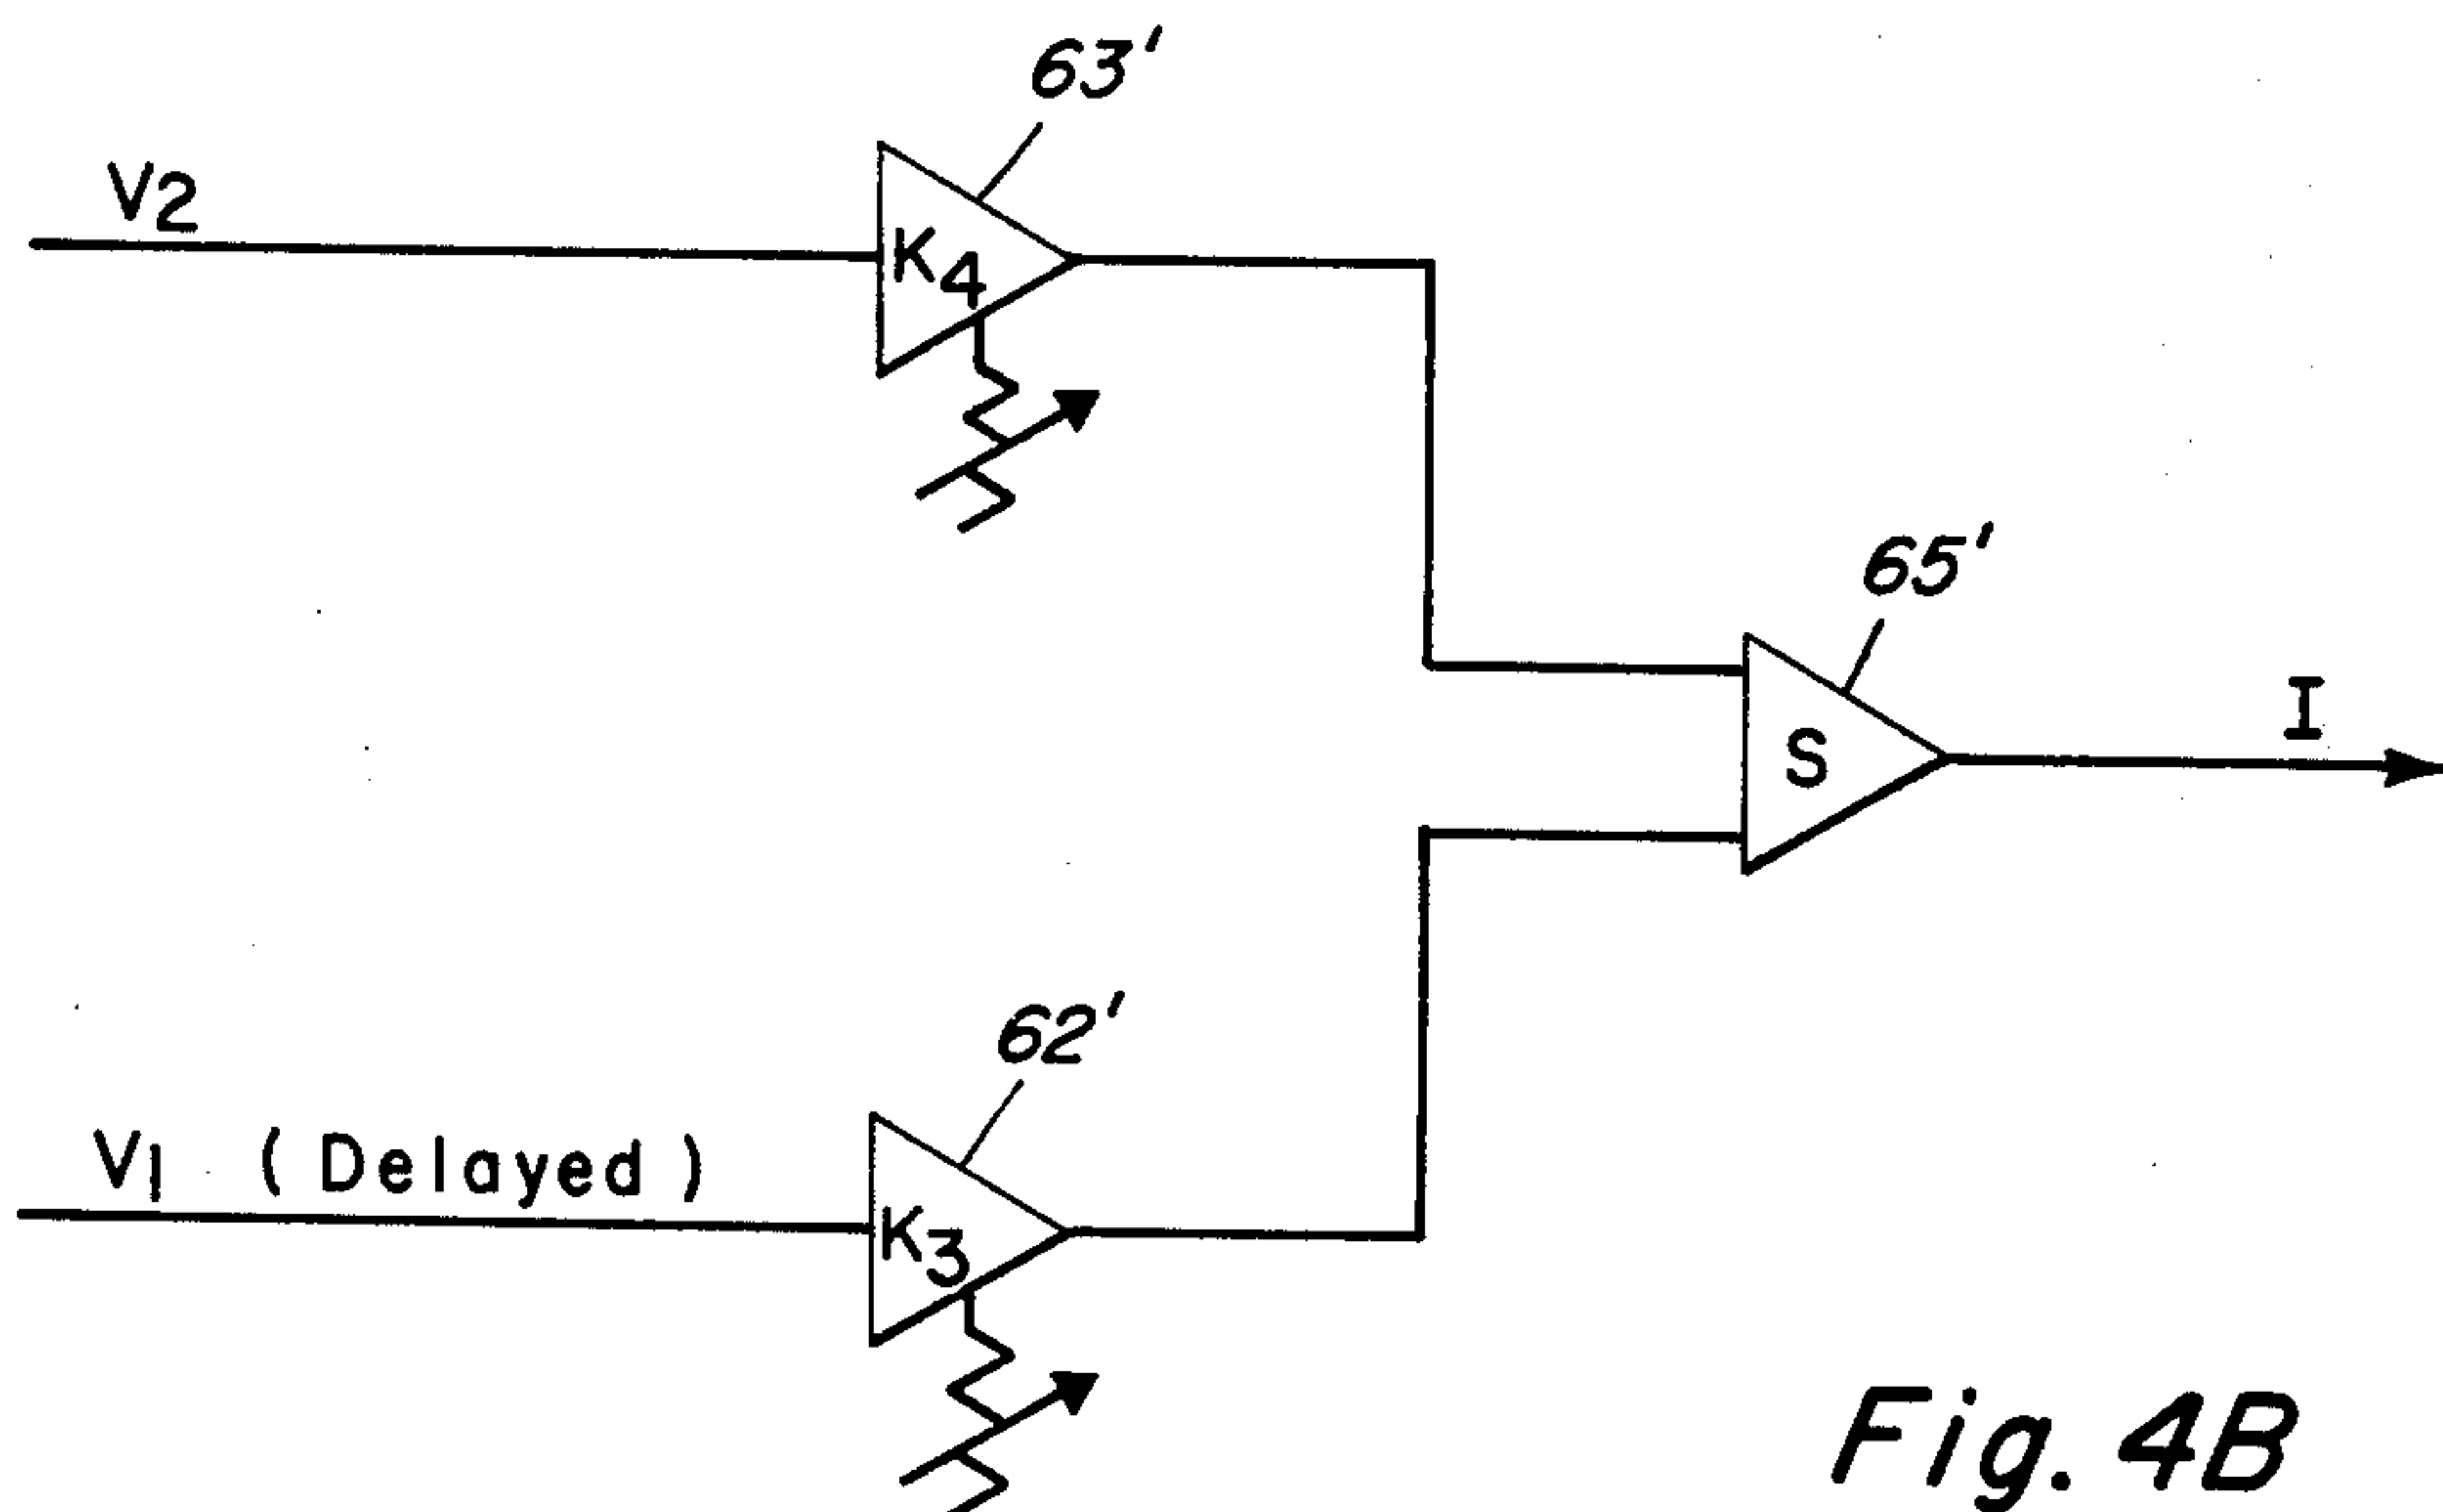 63'
V2
K4
65'
I
S
62'
V1 (Delayed)
K3
Fig. 4B